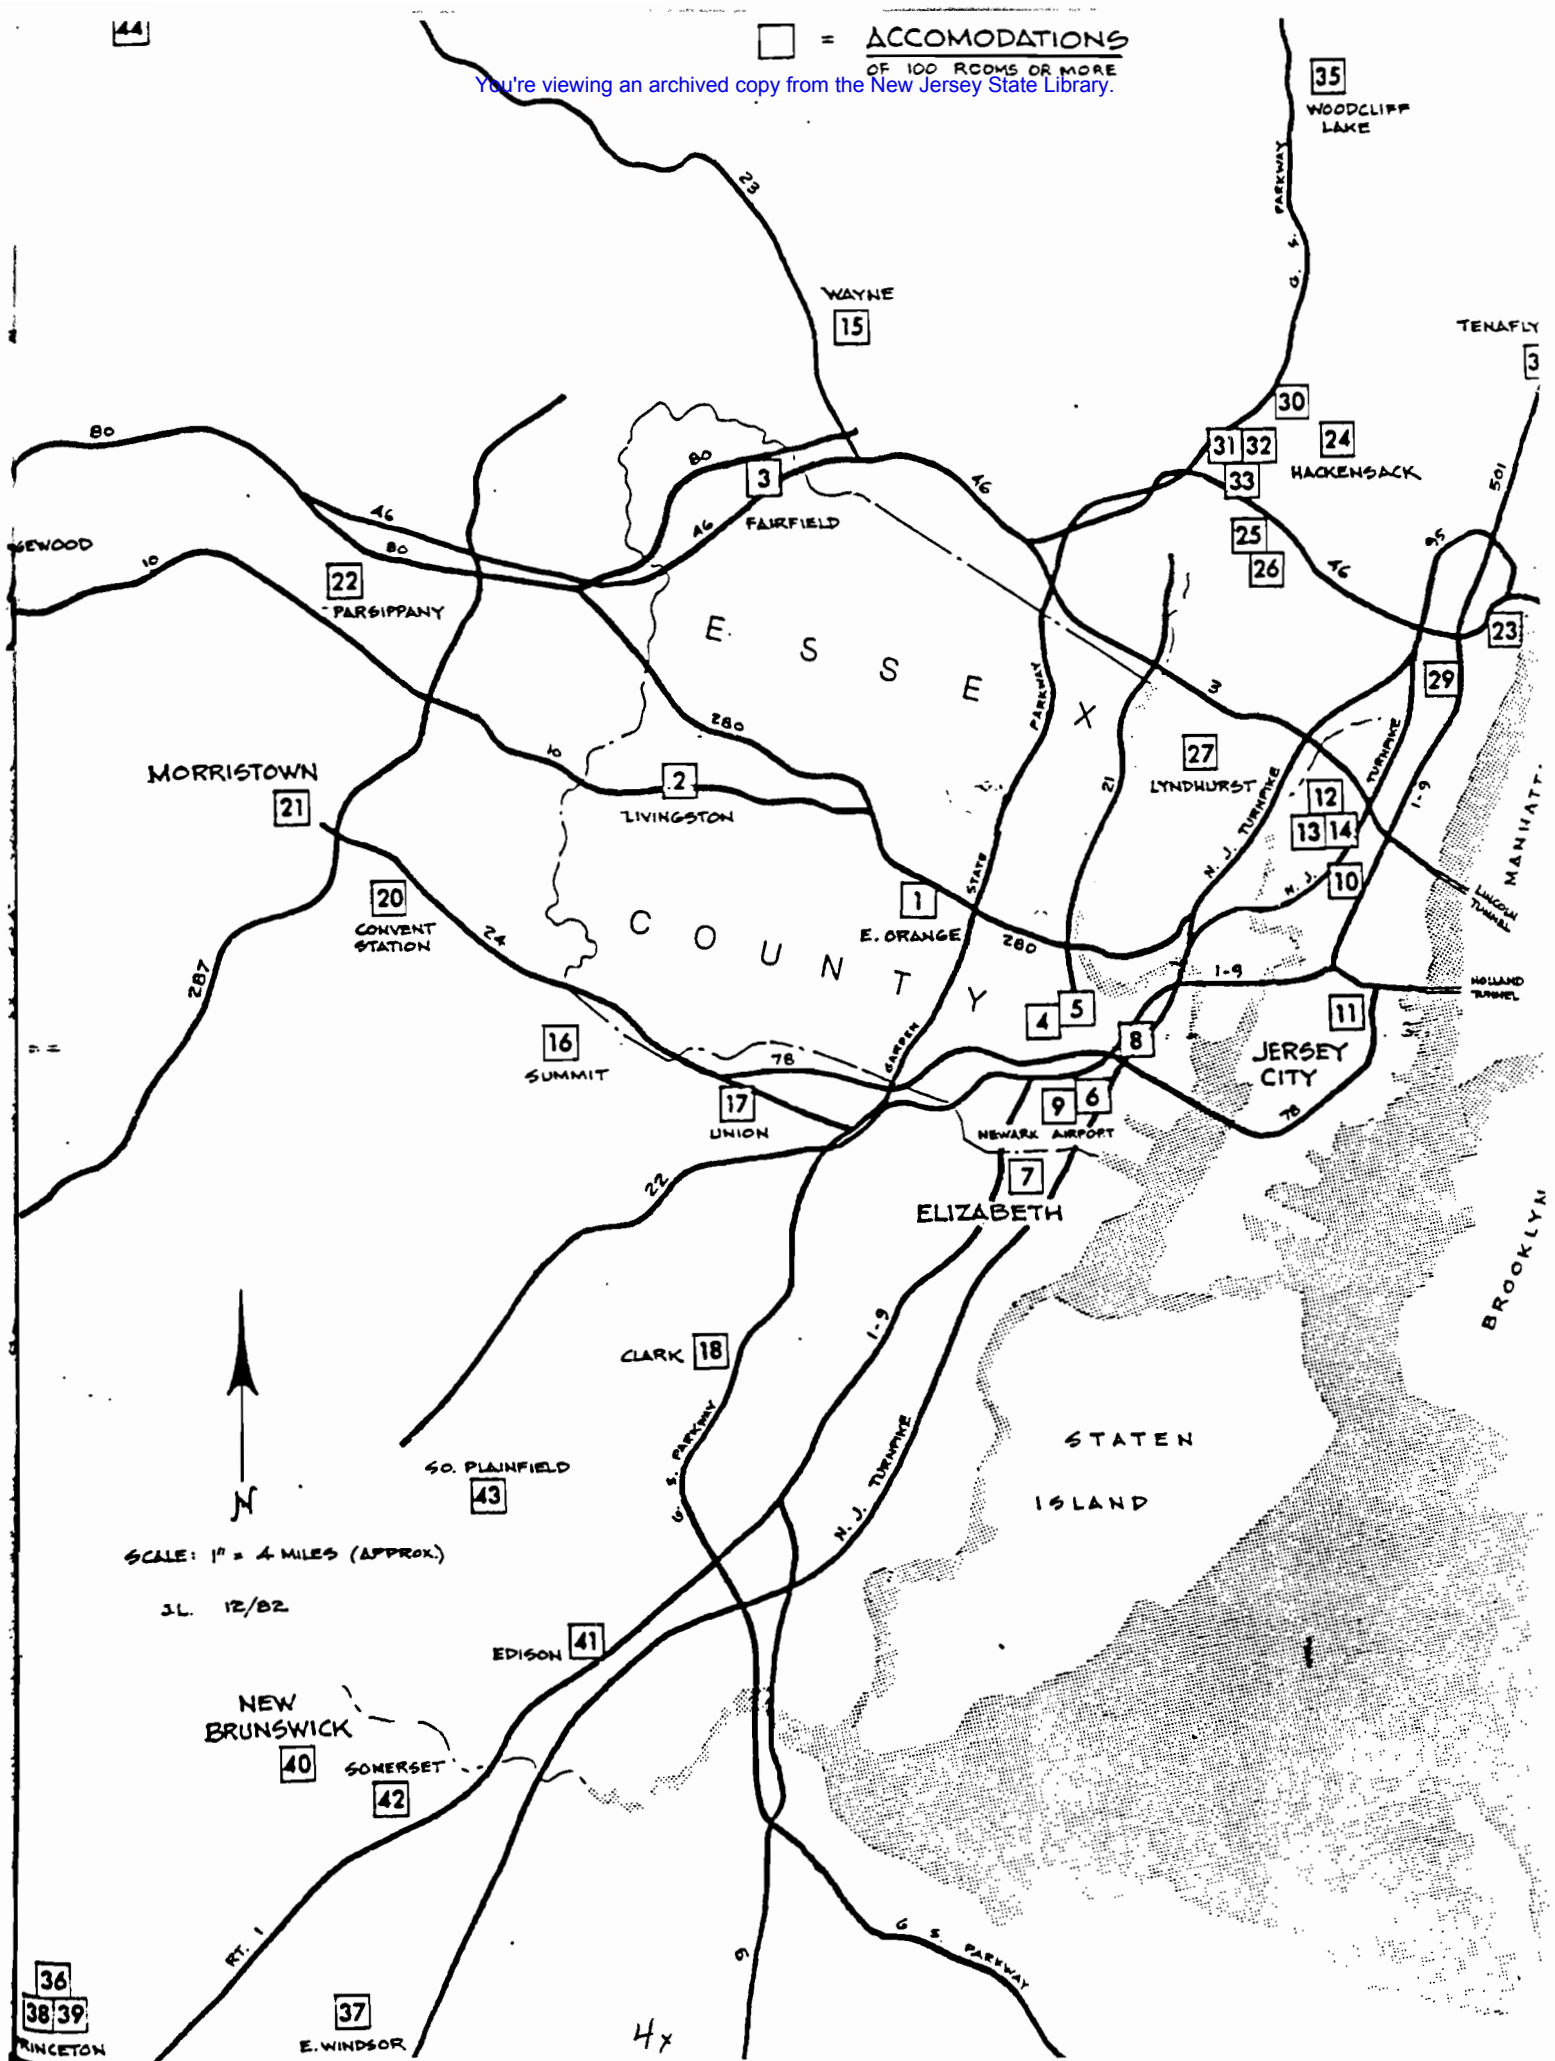 44
= ACCOMODATIONS
OF 100 ROOMS OR MORE
You're viewing an archived copy from the New Jersey State Library.
35
WOODCLIFF
LAKE
PARKWAY
G. S.
23
WAYNE
15
TENAFLY
3
30
31 32
24
33
HACKENSACK
501
80
80
3
FAIRFIELD
46
46
46
80
GEWOOD
10
22
PARSIPPANY
25
26
46
95
23
29
ESSEX
PARKWAY
3
280
10
MORRISTOWN
21
2
LIVINGSTON
21
27
LYNDHURST
N. J. TURNPIKE
TURNPIKE
12
13 14
1-9
MANHATT.
10
N. J.
LINCOLN
TUNNEL
STATE
1
E. ORANGE
280
20
CONVENT
STATION
24
COUNTY
287
1-9
HOLLAND
TUNNEL
5
4
8
11
JERSEY
CITY
GARDEN
16
SUMMIT
78
17
UNION
9 6
NEWARK AIRPORT
78
7
ELIZABETH
22
BROOKLYN
1-9
CLARK 18
G. S. PARKWAY
N. J. TURNPIKE
STATEN
ISLAND
N
SO. PLAINFIELD
43
SCALE: 1" = 4 MILES (APPROX.)
12/82
EDISON 41
NEW
BRUNSWICK
40
SOMERSET
42
RT. 1
9
G S. PARKWAY
36
38 39
RINCETON
37
E. WINDSOR
4x